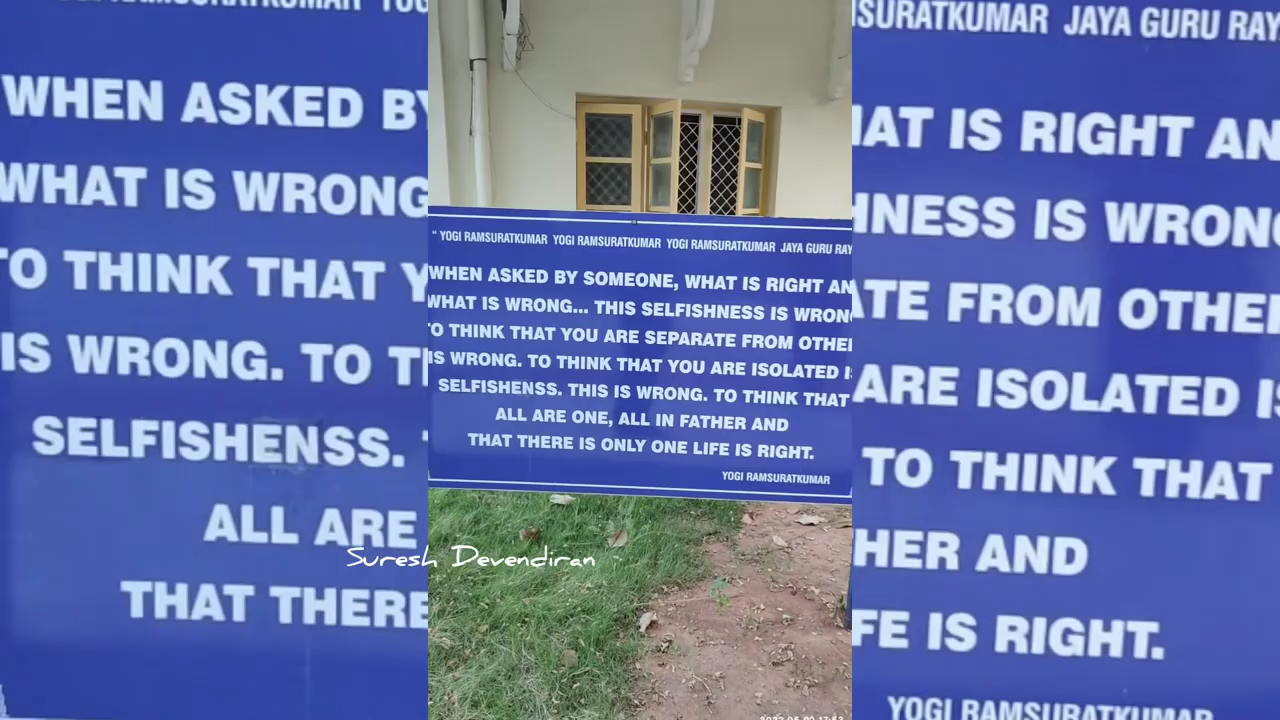 “ YOGI RAMSURATKUMAR YOGI RAMSURATKUMAR YOGI RAMSURATKUMAR JAYA GURU RAY
WHEN ASKED BY SOMEONE, WHAT IS RIGHT AN
WHAT IS WRONG... THIS SELFISHNESS IS WRONG
TO THINK THAT YOU ARE SEPARATE FROM OTHER
IS WRONG. TO THINK THAT YOU ARE ISOLATED IS
SELFISHENSS. THIS IS WRONG. TO THINK THAT
ALL ARE ONE, ALL IN FATHER AND
THAT THERE IS ONLY ONE LIFE IS RIGHT.
YOGI RAMSURATKUMAR
Suresh Devendiran